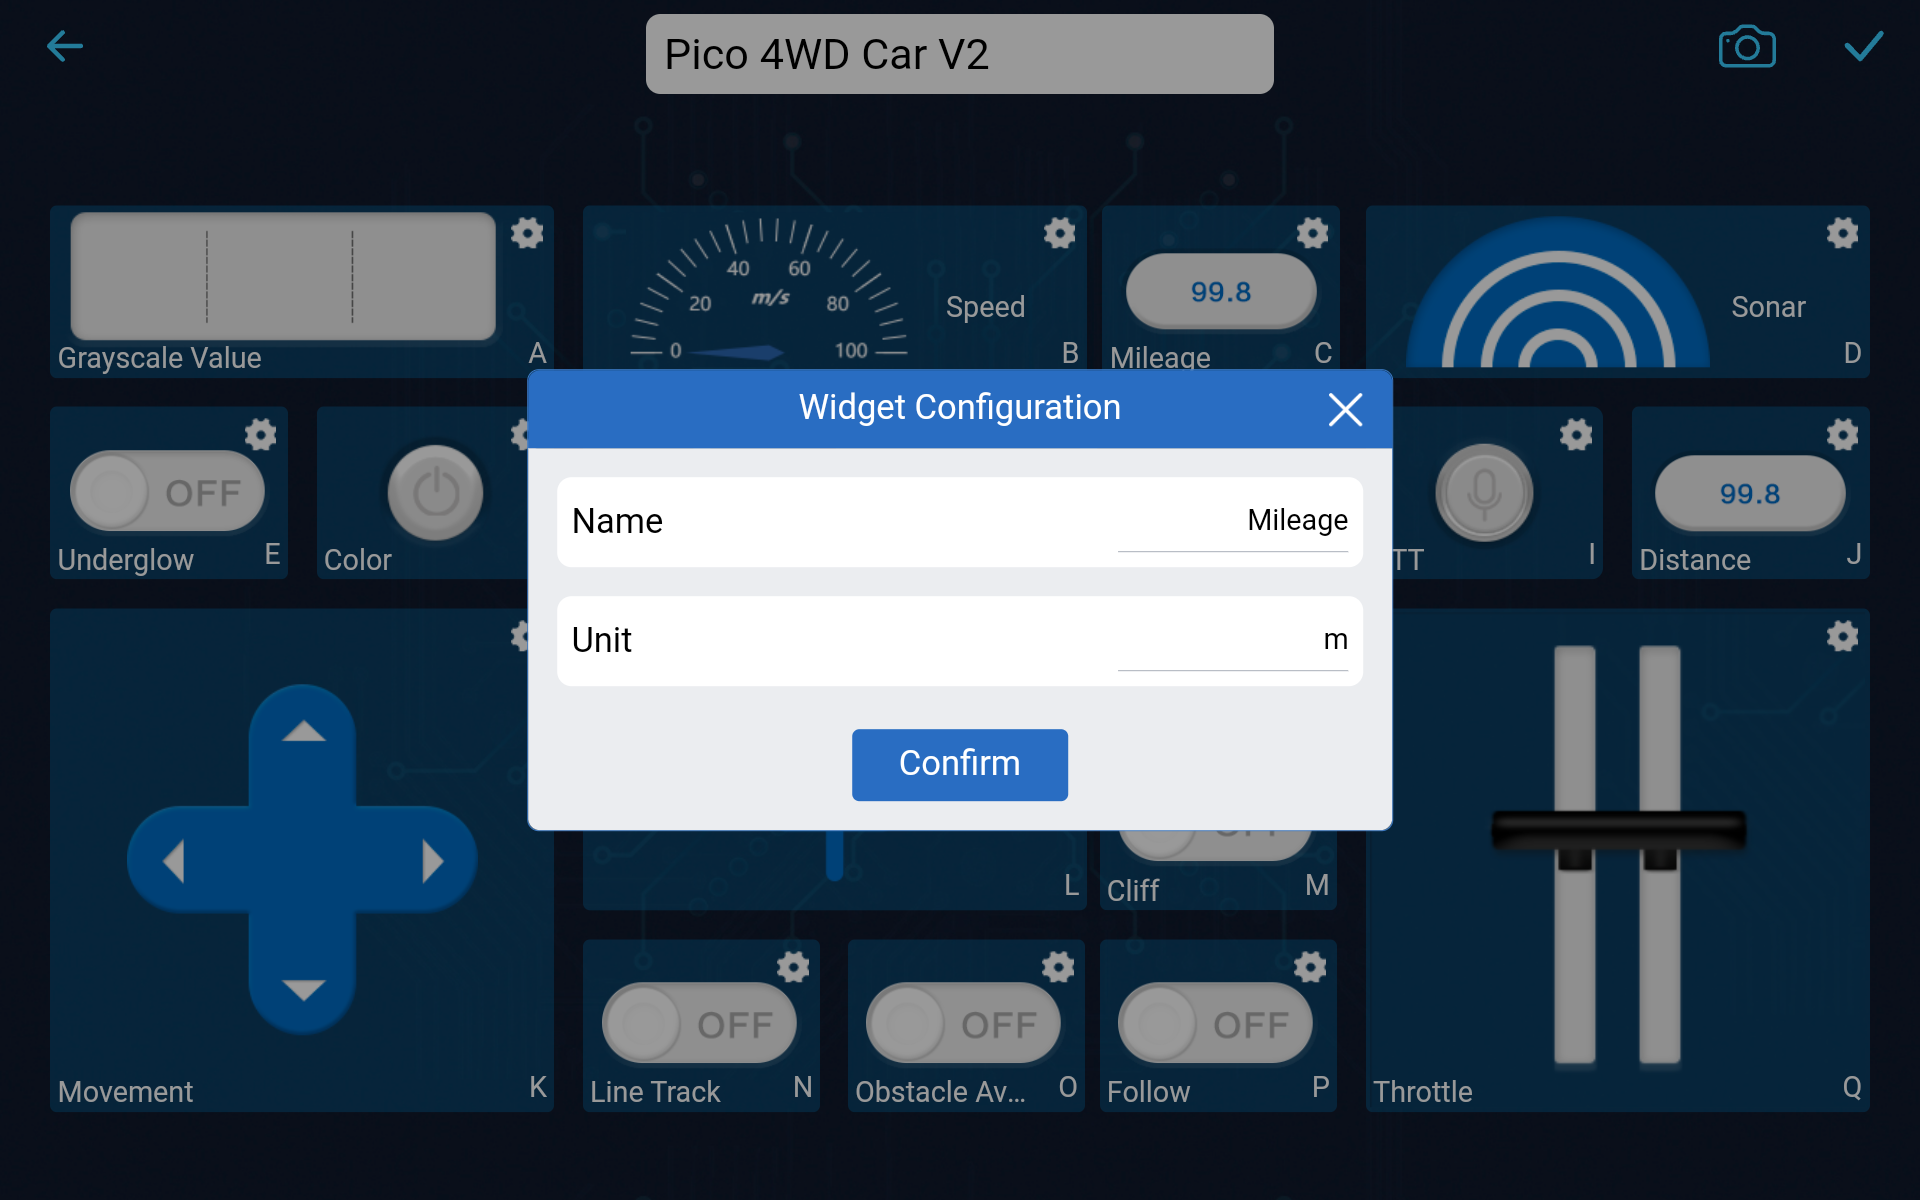 Pico 4WD Car V2
Grayscale Value
A
0
20
40
60
80
100
m/s
Speed
B
99.8
Mileage
C
Sonar
D
OFF
Underglow
E
Color
Widget Configuration
Name
Mileage
Unit
m
Confirm
TT
I
99.8
Distance
J
Movement
K
L
OFF
Cliff
M
OFF
Line Track
N
OFF
Obstacle Av...
O
OFF
Follow
P
Throttle
Q